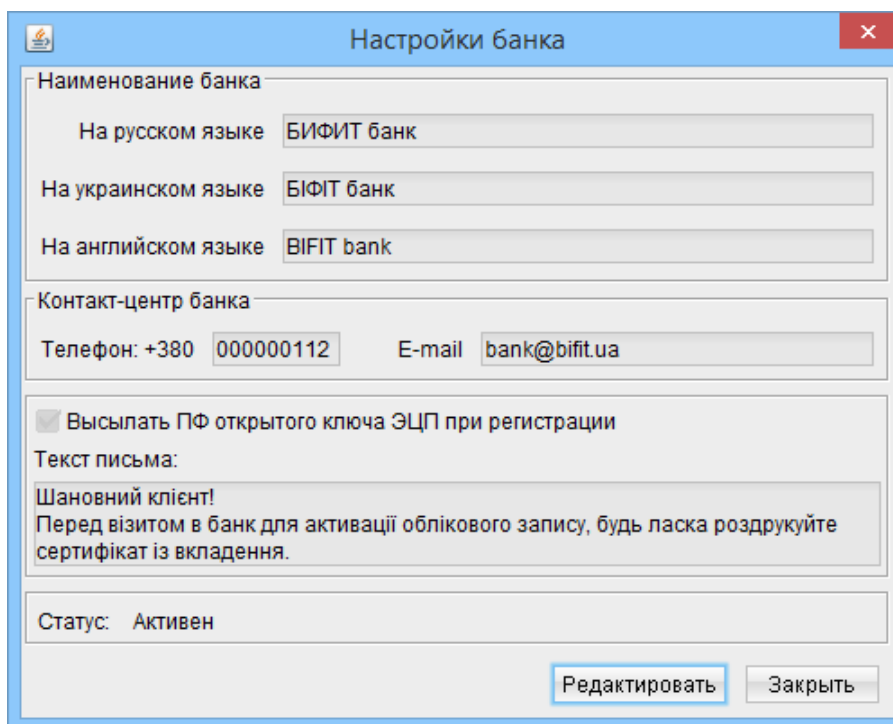 Настройки банка
Наименование банка
На русском языке БИФИТ банк
На украинском языке БІФІТ банк
На английском языке BIFIT bank
Контакт-центр банка
Телефон: +380 000000112 E-mail bank@bifit.ua
Высылать ПФ открытого ключа ЭЦП при регистрации
Текст письма:
Шановний клієнт!
Перед візитом в банк для активації облікового запису, будь ласка роздрукуйте
сертифікат із вкладення.
Статус: Активен
Редактировать Закрыть